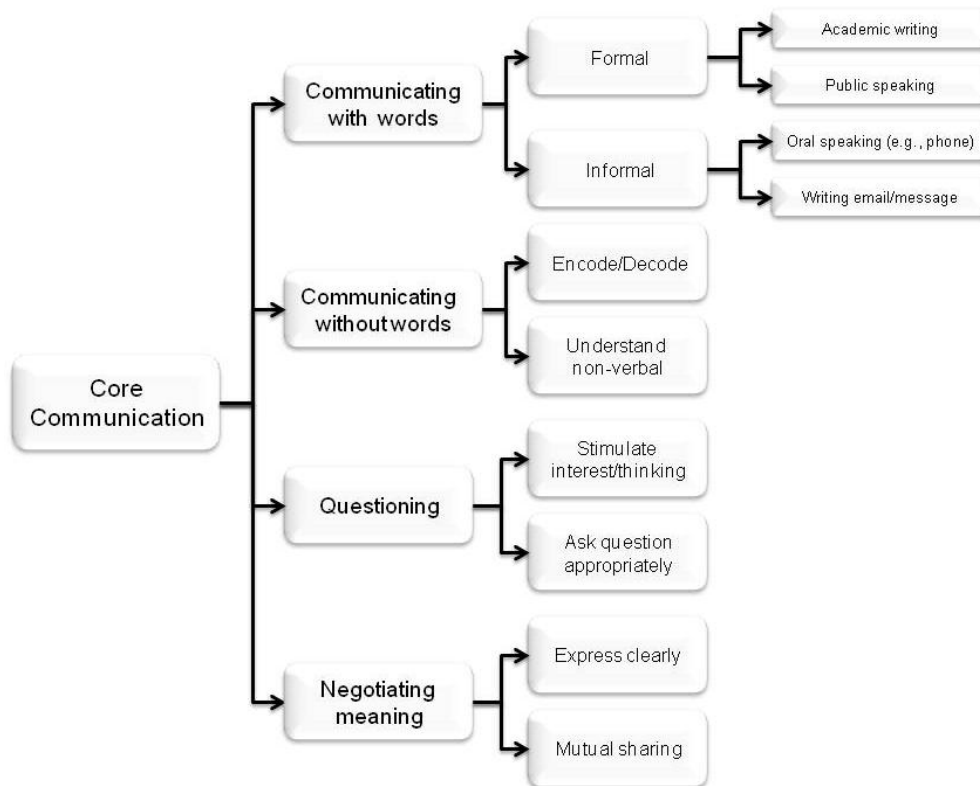 Core
Communication
Communicating
with words
Formal
Academic writing
Public speaking
Informal
Oral speaking (e.g., phone)
Writing email/message
Communicating
without words
Encode/Decode
Understand
non-verbal
Questioning
Stimulate
interest/thinking
Ask question
appropriately
Negotiating
meaning
Express clearly
Mutual sharing